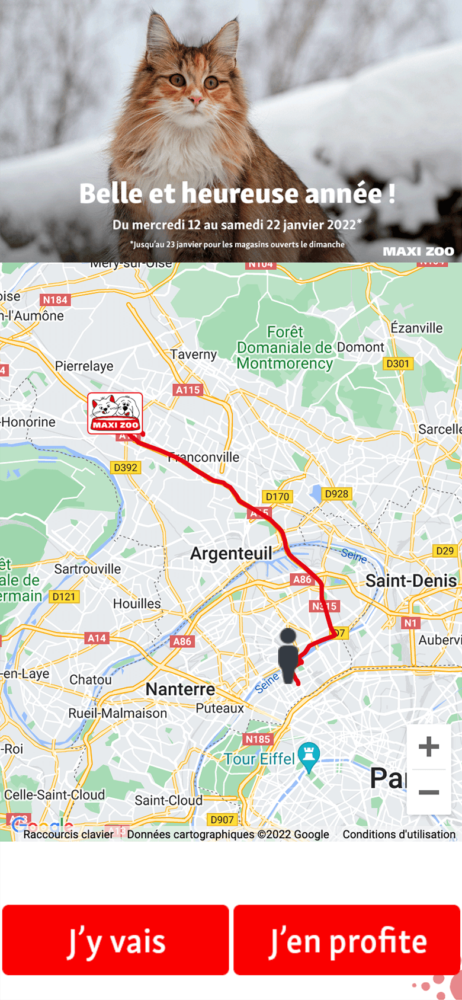 Belle et heureuse année !
Du mercredi 12 au samedi 22 janvier 2022*
*Jusqu'au 23 janvier pour les magasins ouverts le dimanche
MAXI ZOO
Méry-sur-Oise
N104
N184
n-l'Aumône
Ézanville
Forêt
Domaniale de
Montmorency
Domont
Taverny
D301
Pierrelaye
A115
MAXI ZOO
-Honorine
Sarcelle
Franconville
D392
D170
D928
A15
Argenteuil
Seine
D29
Sartrouville
ale de
ermain
A86
Saint-Denis
D121
Houilles
N315
N1
D7
A14
A86
Aubervi
-en-Laye
Chatou
Seine
Nanterre
Puteaux
Rueil-Malmaison
N185
-Roi
Tour Eiffel
Celle-Saint-Cloud
Saint-Cloud
D907
Google
Raccourcis clavier
Données cartographiques ©2022 Google
Conditions d'utilisation
J'y vais
J'en profite